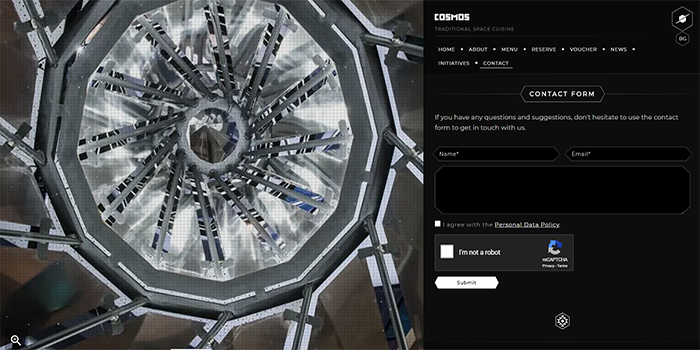 COSMOS
TRADITIONAL SPACE CUISINE
BG
HOME • ABOUT • MENU • RESERVE • VOUCHER • NEWS •
INITIATIVES • CONTACT
CONTACT FORM
If you have any questions and suggestions, don't hesitate to use the contact
form to get in touch with us.
Name* Email*
I agree with the Personal Data Policy
I'm not a robot
reCAPTCHA
Privacy - Terms
Submit